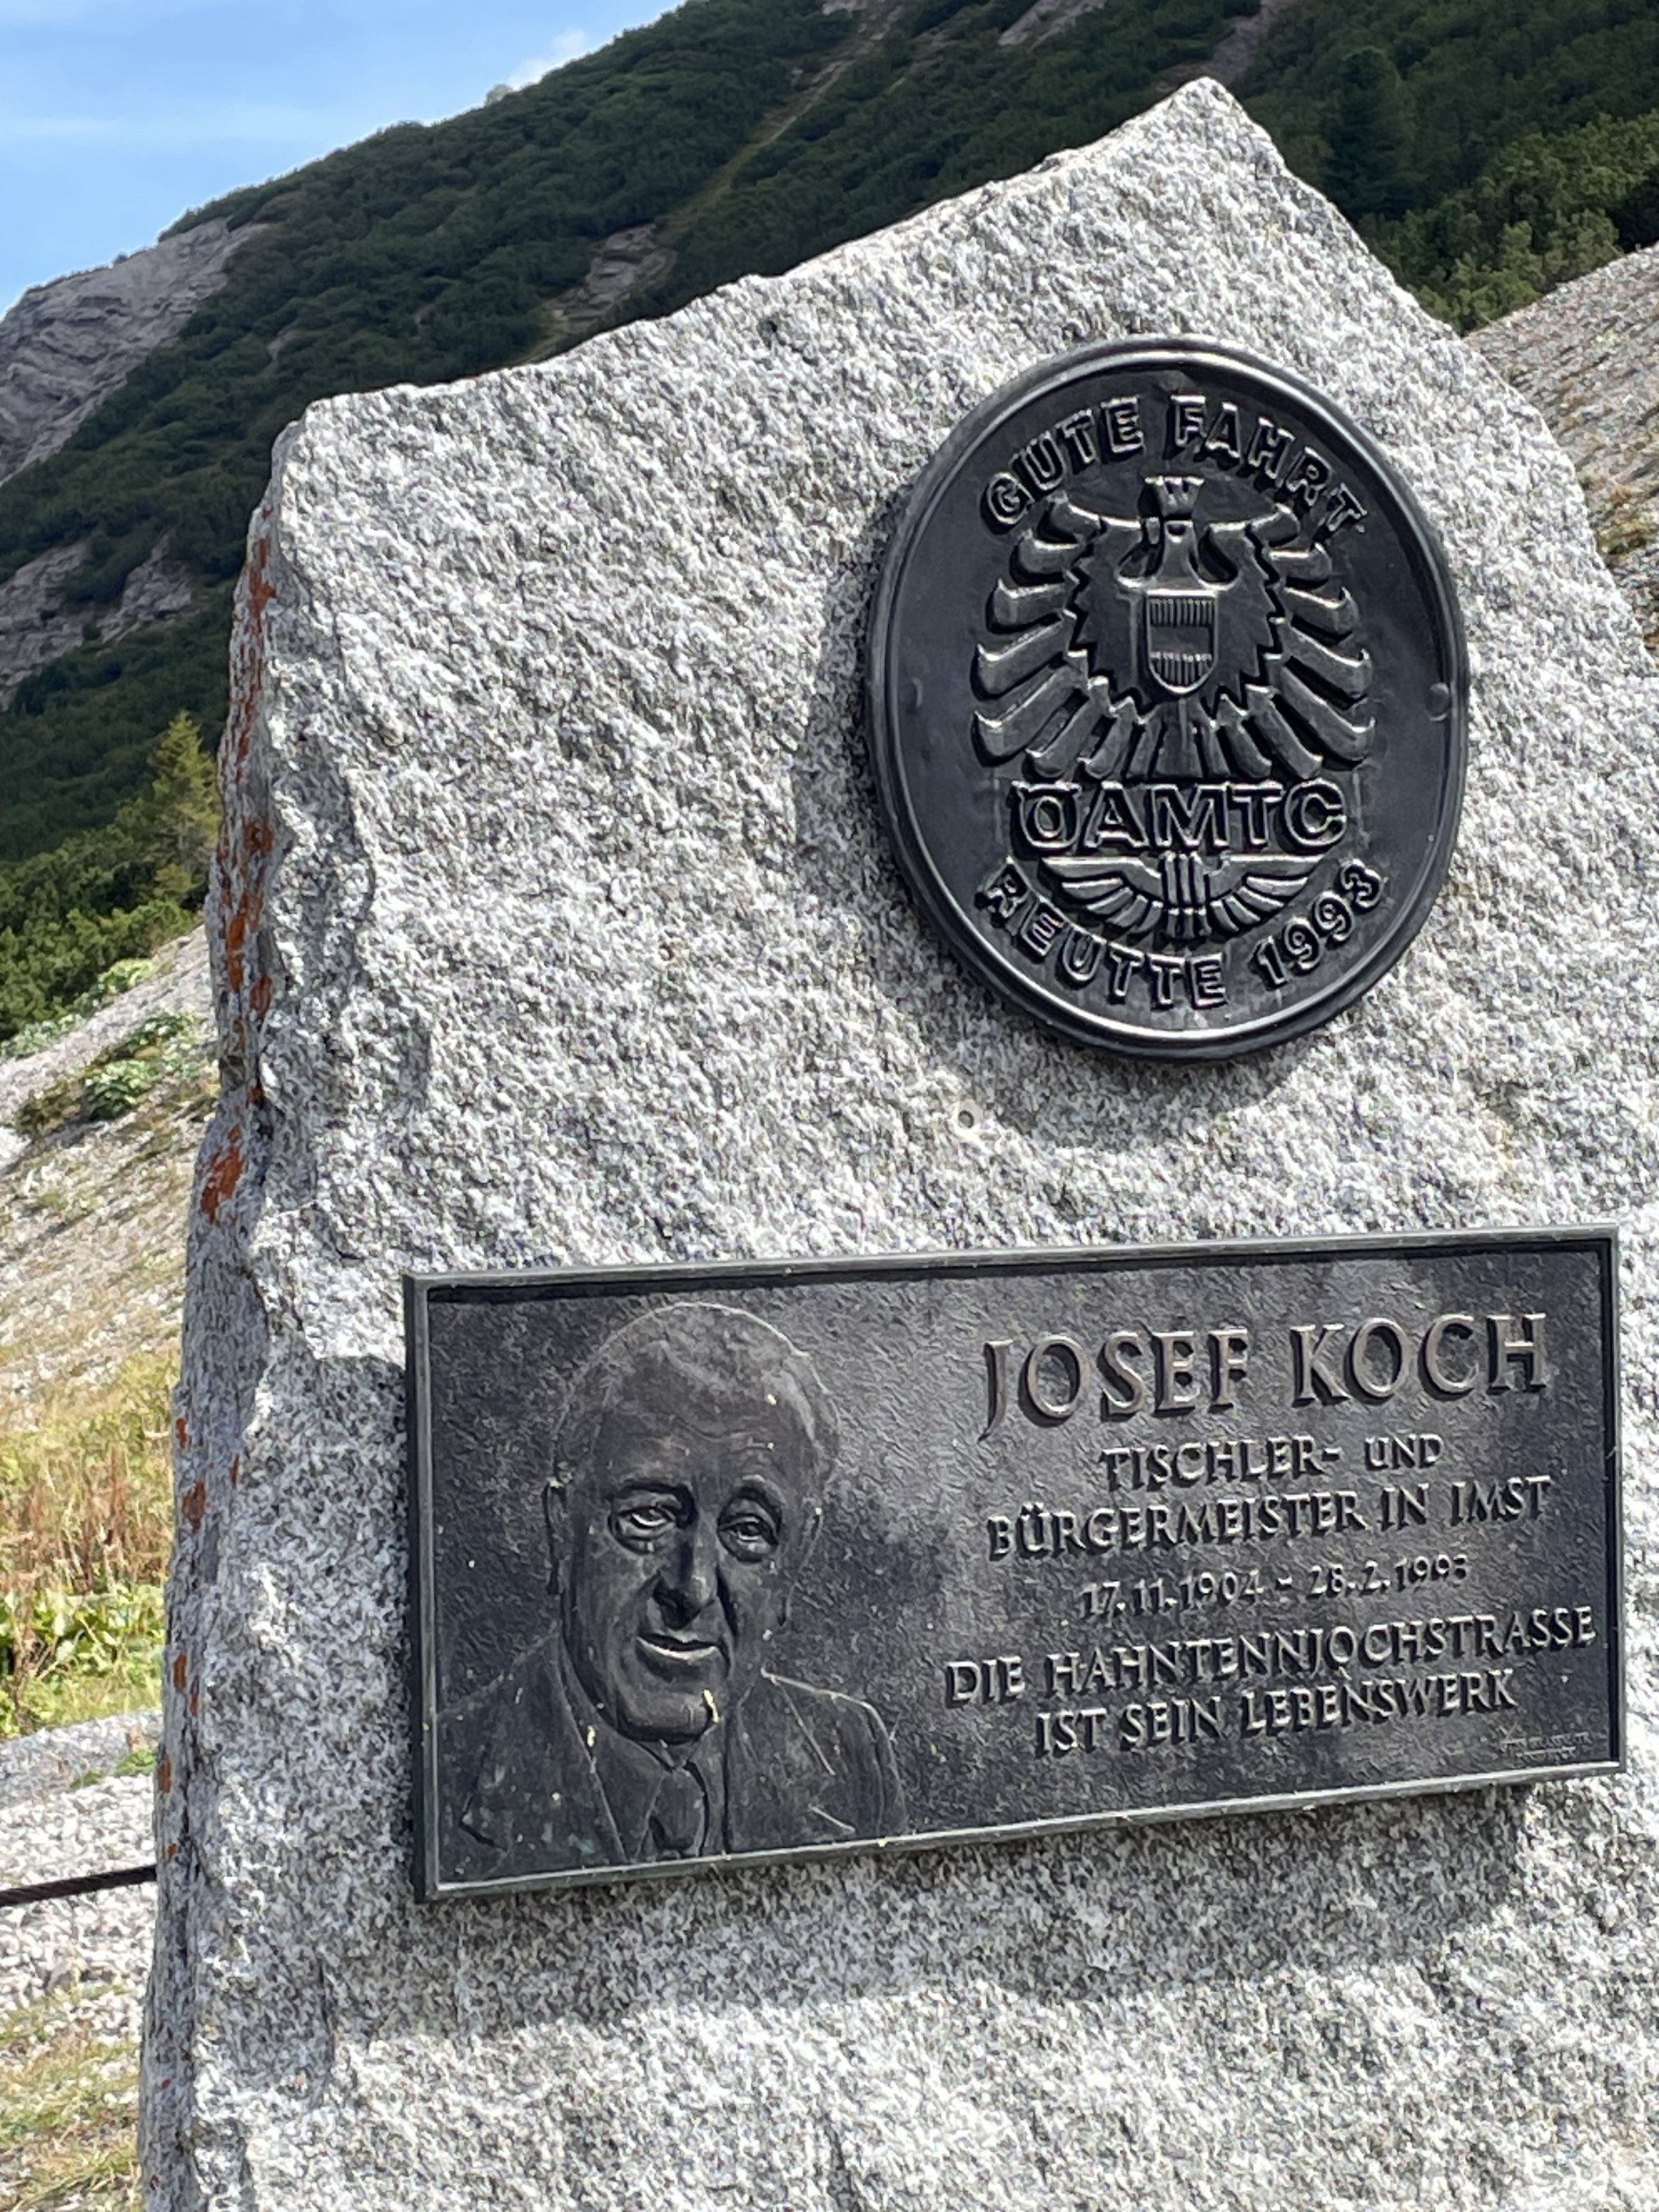 GUTE FAHRT
ÖAMTC
REUTTE 1993
JOSEF KOCH
TISCHLER- UND
BÜRGERMEISTER IN IMST
17.11.1904 - 28.2.1993
DIE HAHNTENNJOCHSTRASSE
IST SEIN LEBENSWERK